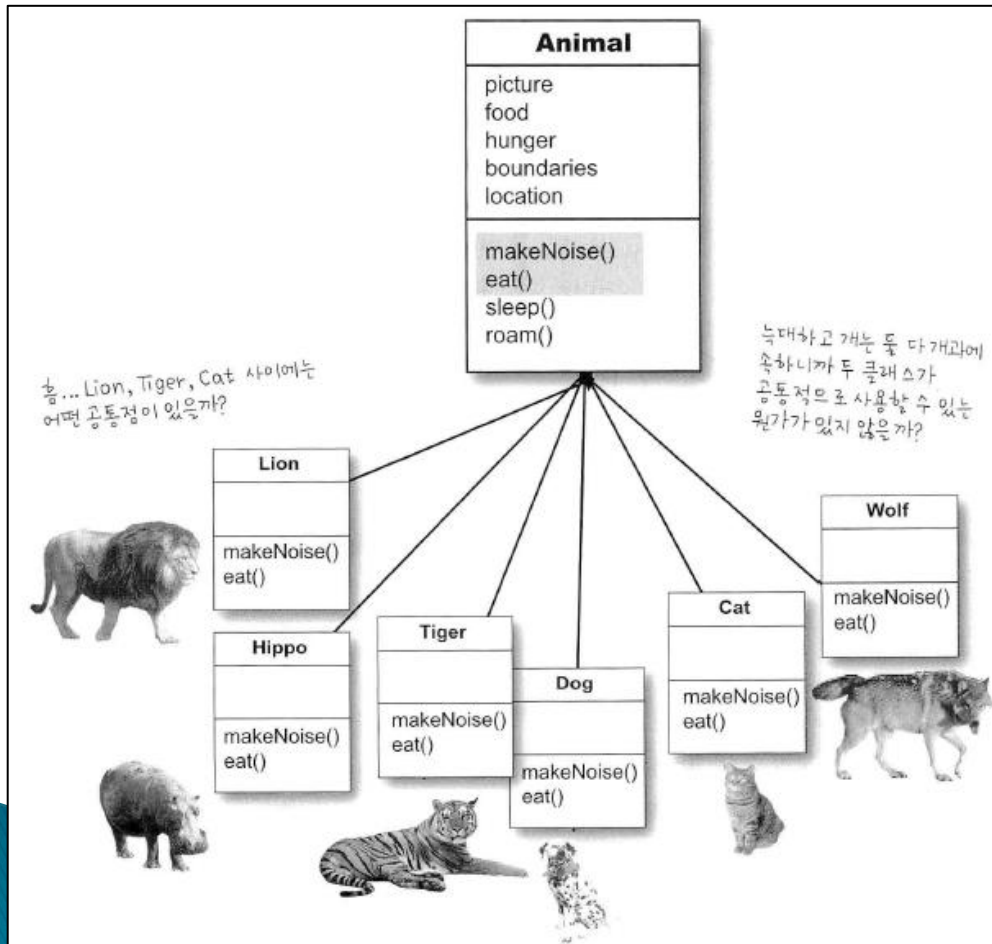 Animal
picture
food
hunger
boundaries
location
makeNoise()
eat()
sleep()
roam()
흠... Lion, Tiger, Cat 사이에는
어떤 공통점이 있을까?
늑대하고 개는 둘 다 개과에
속하니까 두 클래스가
공통적으로 사용할 수 있는
뭔가가 있지 않을까?
Lion
makeNoise()
eat()
Hippo
makeNoise()
eat()
Tiger
makeNoise()
eat()
Dog
makeNoise()
eat()
Cat
makeNoise()
eat()
Wolf
makeNoise()
eat()